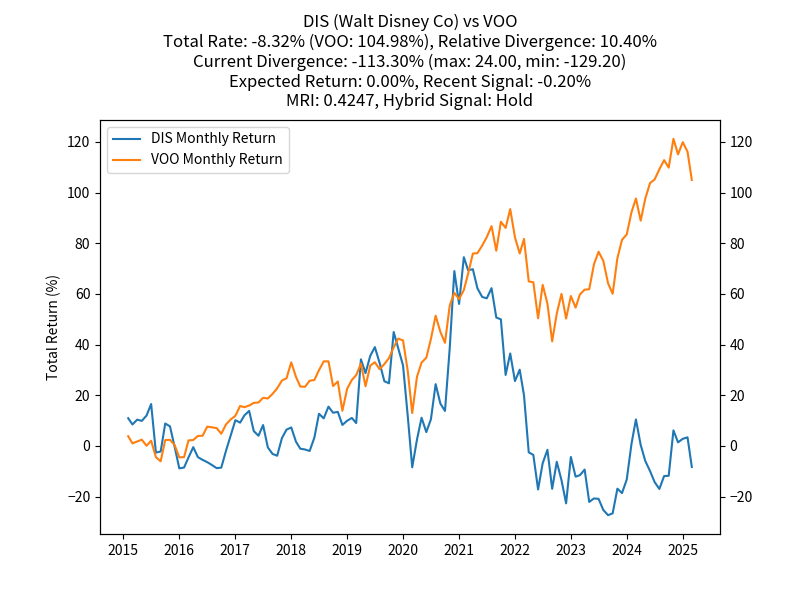 DIS (Walt Disney Co) vs VOO
Total Rate: -8.32% (VOO: 104.98%), Relative Divergence: 10.40%
Current Divergence: -113.30% (max: 24.00, min: -129.20)
Expected Return: 0.00%, Recent Signal: -0.20%
MRI: 0.4247, Hybrid Signal: Hold
DIS Monthly Return
VOO Monthly Return
Total Return (%)
120
100
80
60
40
20
0
−20
120
100
80
60
40
20
0
−20
2015 2016 2017 2018 2019 2020 2021 2022 2023 2024 2025